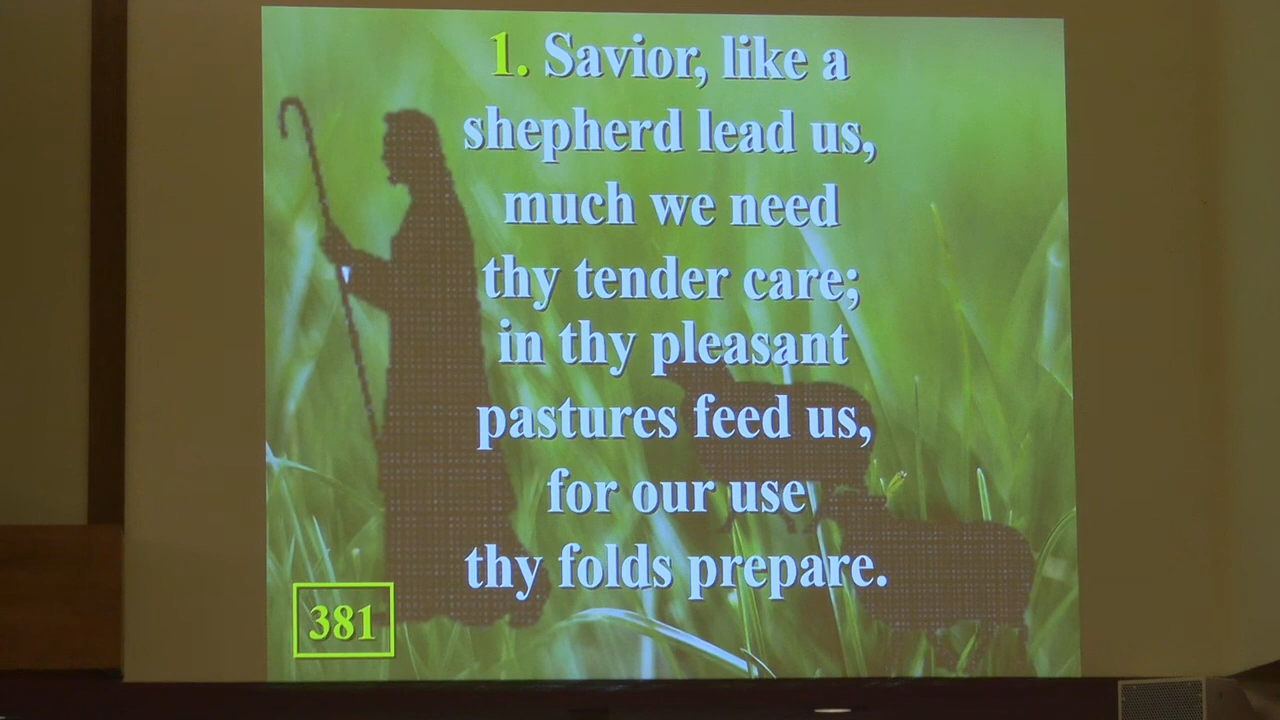 1. Savior, like a
shepherd lead us,
much we need
thy tender care;
in thy pleasant
pastures feed us,
for our use
thy folds prepare.
381